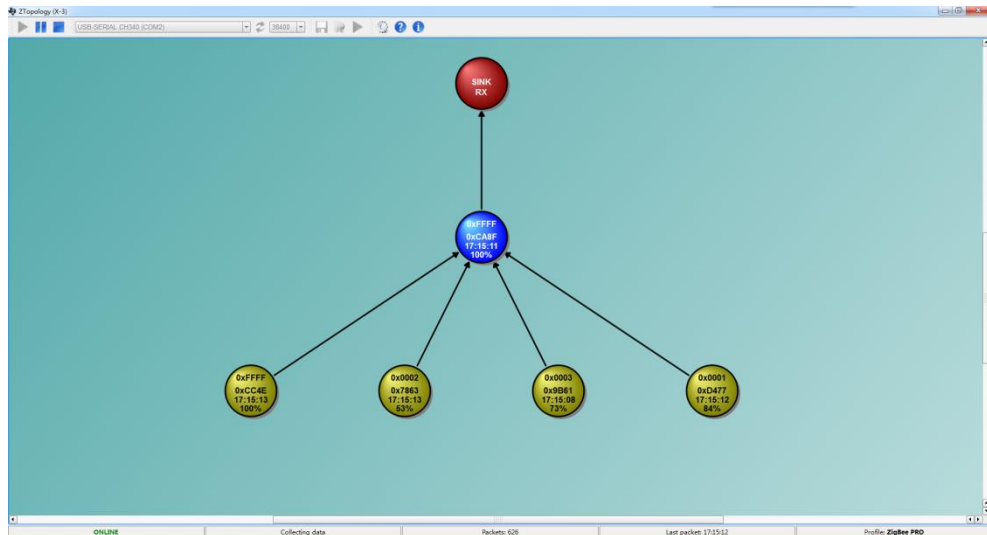 ZTopology (X-3)
USB-SERIAL CH340 (COM2)
38400
SINK
RX
0xFFFF
0xCA8F
17:15:11
100%
0xFFFF
0xCC4E
17:15:13
100%
0x0002
0x7863
17:15:13
53%
0x0003
0x9B61
17:15:08
73%
0x0001
0xD477
17:15:12
84%
ONLINE
Collecting data
Packets: 626
Last packet: 17:15:12
Profile: ZigBee PRO